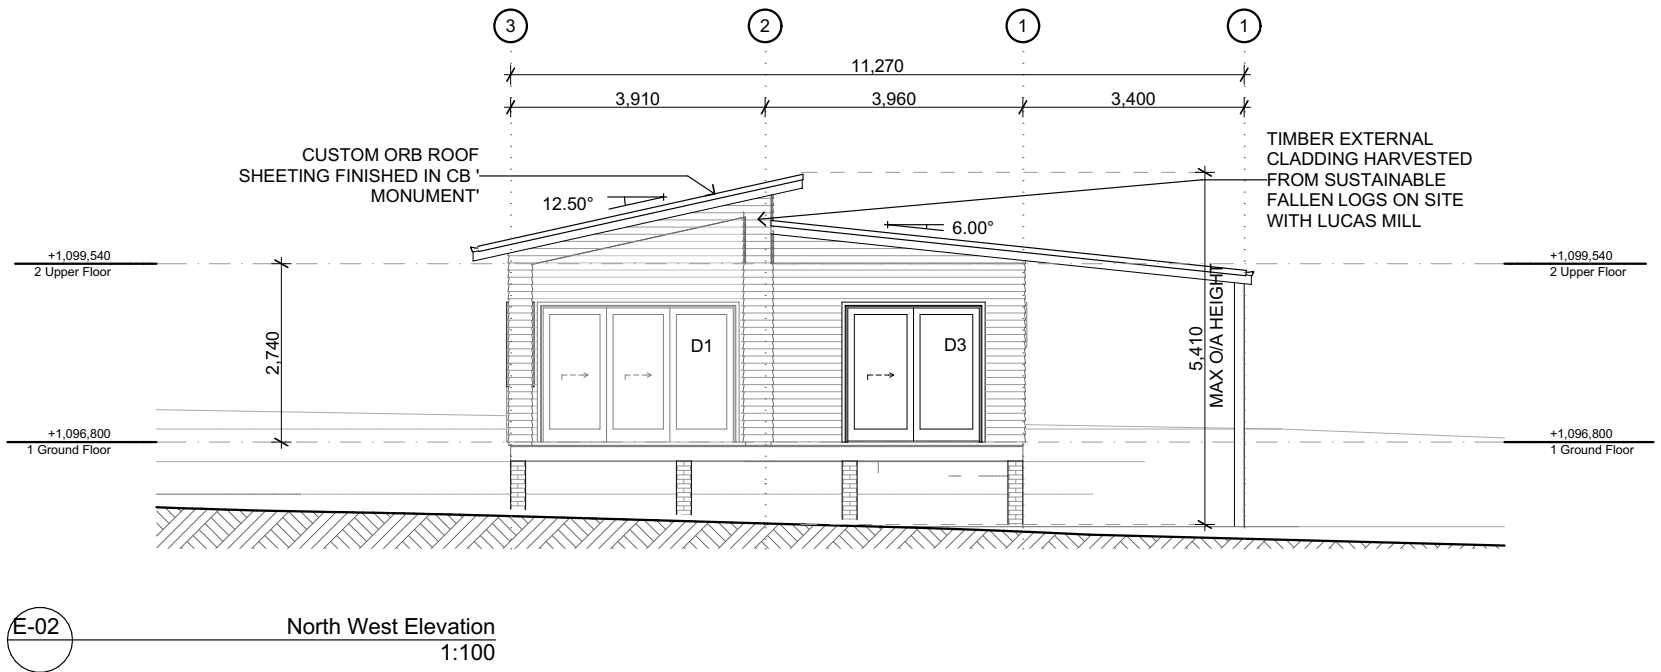 3
2
1
1
11,270
3,910
3,960
3,400
CUSTOM ORB ROOF
SHEETING FINISHED IN CB '
MONUMENT'
TIMBER EXTERNAL
CLADDING HARVESTED
FROM SUSTAINABLE
FALLEN LOGS ON SITE
WITH LUCAS MILL
12.50°
6.00°
+1,099,540
2 Upper Floor
+1,099,540
2 Upper Floor
2,740
D1
D3
5,410
MAX O/A HEIGHT
+1,096,800
1 Ground Floor
+1,096,800
1 Ground Floor
E-02
North West Elevation
1:100